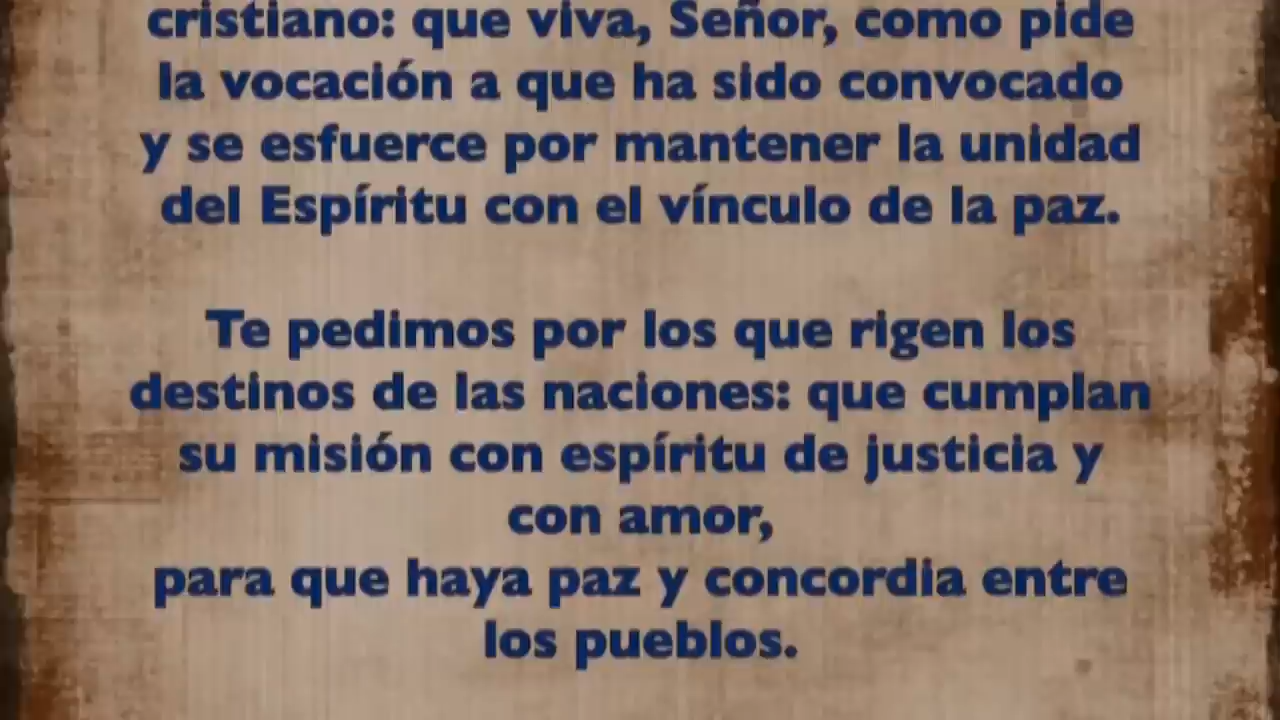 cristiano: que viva, Señor, como pide
la vocación a que ha sido convocado
y se esfuerce por mantener la unidad
del Espíritu con el vínculo de la paz.
Te pedimos por los que rigen los
destinos de las naciones: que cumplan
su misión con espíritu de justicia y
con amor,
para que haya paz y concordia entre
los pueblos.